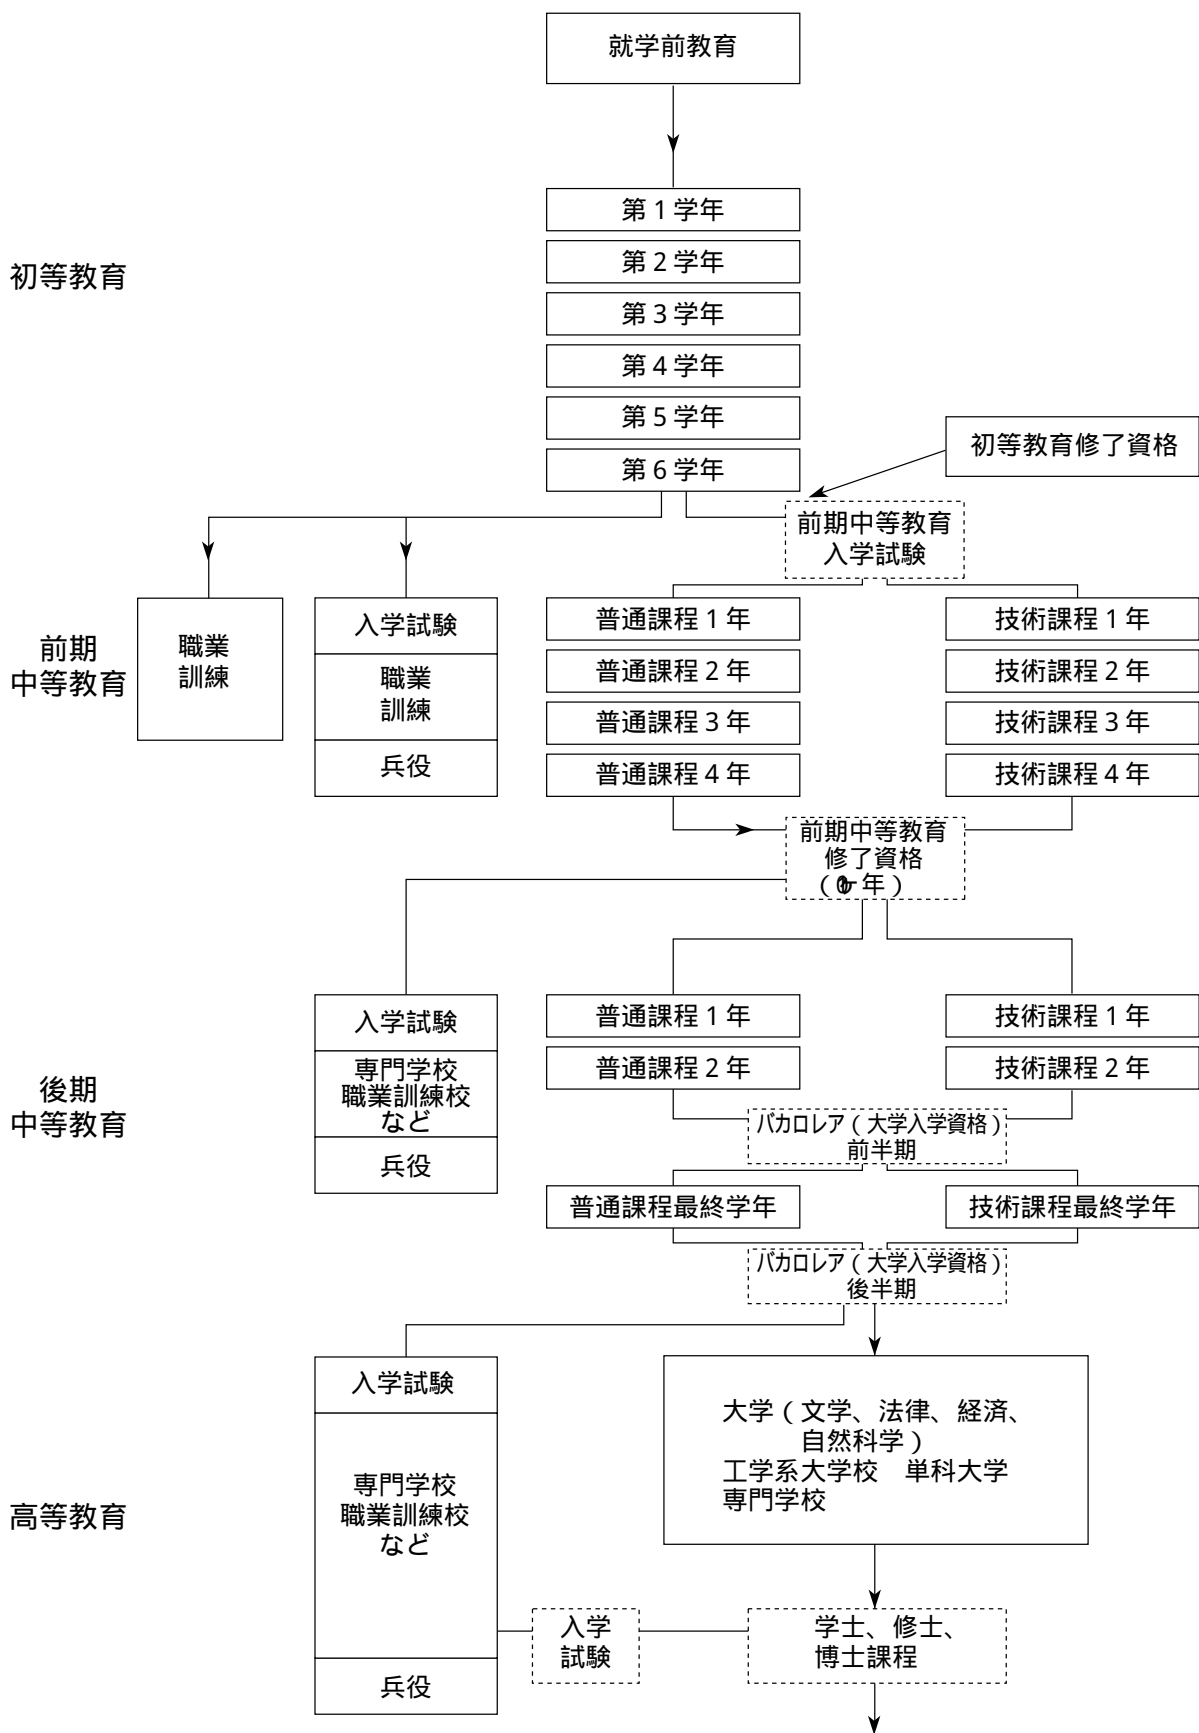 就学前教育
初等教育
第1学年
第2学年
第3学年
第4学年
第5学年
第6学年
初等教育修了資格
前期中等教育
入学試験
前期
中等教育
職業
訓練
入学試験
職業
訓練
兵役
普通課程1年
普通課程2年
普通課程3年
普通課程4年
技術課程1年
技術課程2年
技術課程3年
技術課程4年
前期中等教育
修了資格
年）
後期
中等教育
入学試験
専門学校
職業訓練校
など
兵役
普通課程1年
普通課程2年
技術課程1年
技術課程2年
バカロレア（大学入学資格）
前半期
普通課程最終学年
技術課程最終学年
バカロレア（大学入学資格）
後半期
高等教育
入学試験
専門学校
職業訓練校
など
兵役
大学（文学、法律、経済、
自然科学）
工学系大学校　単科大学
専門学校
入学
試験
学士、修士、
博士課程